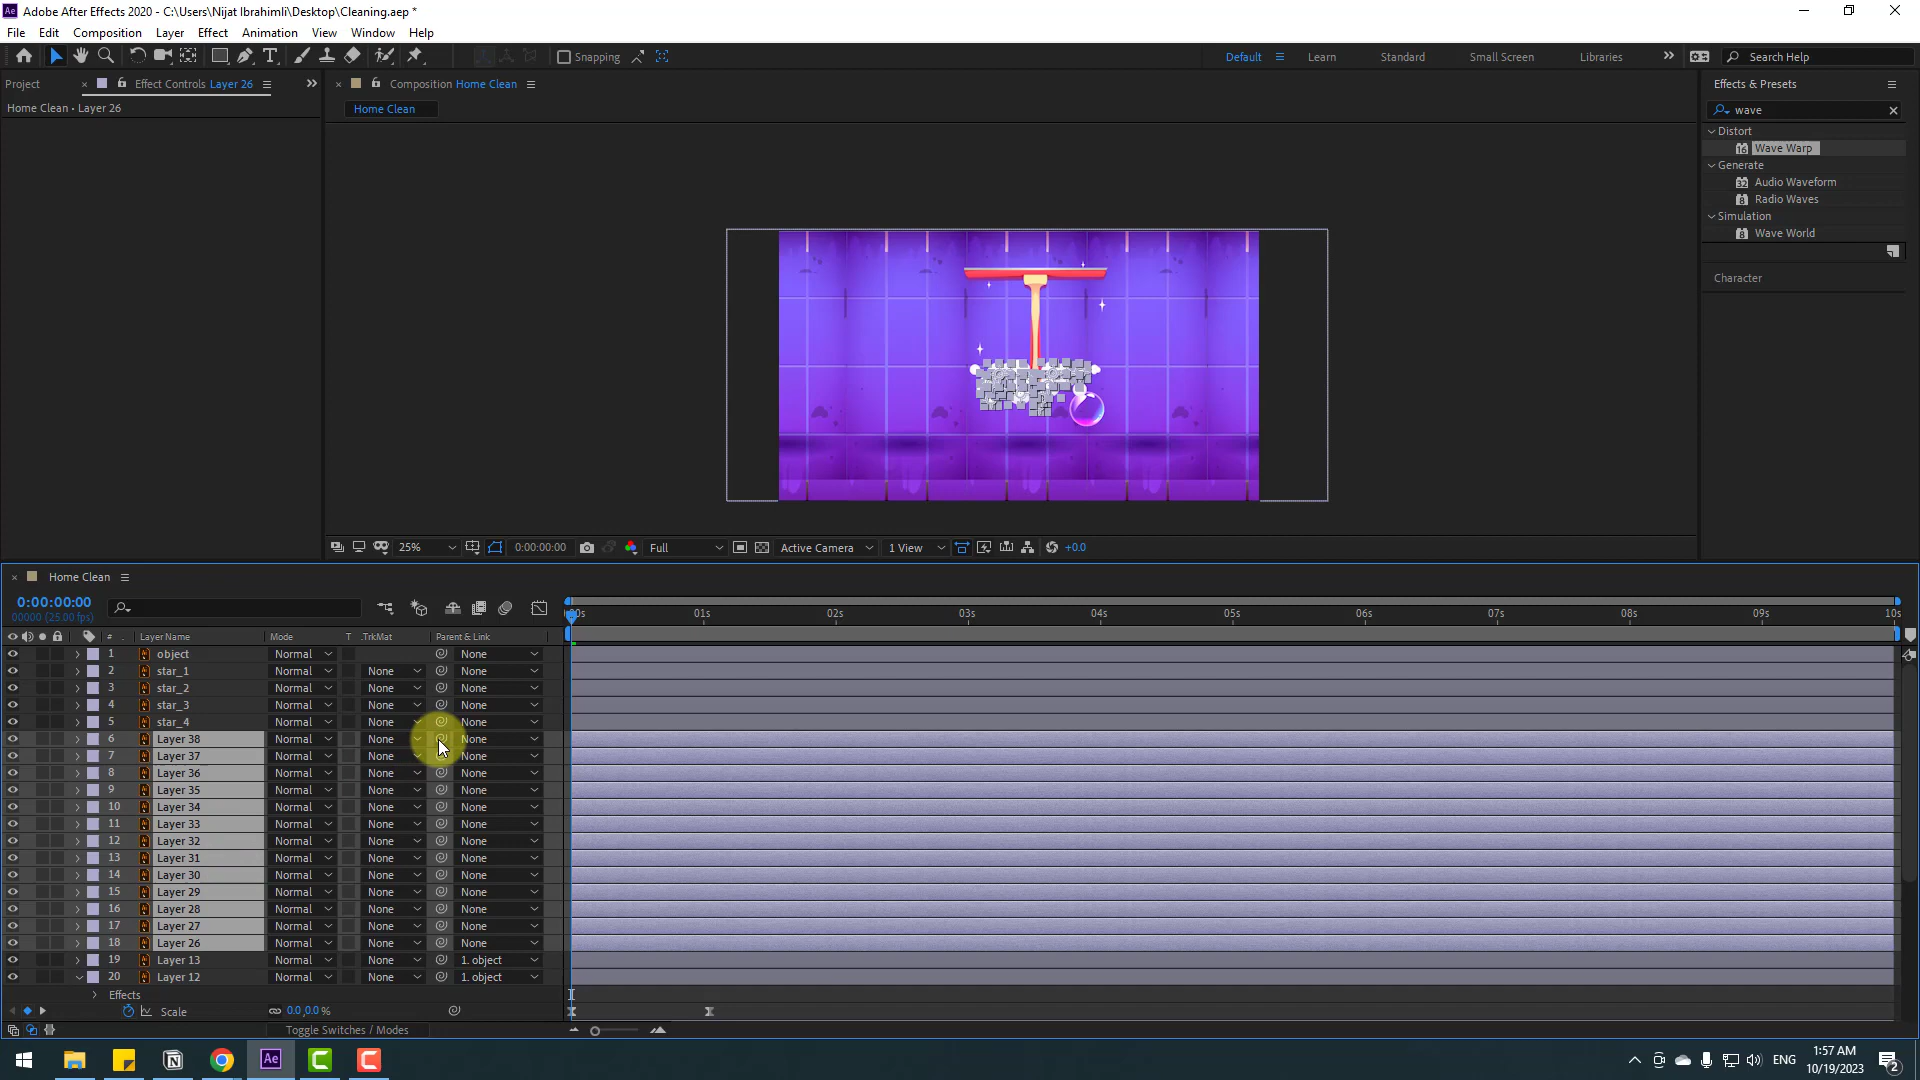 Adobe After Effects 2020 - C:\Users\Nijat Ibrahimli\Desktop\Cleaning.aep *
File Edit Composition Layer Effect Animation View Window Help
Snapping
Default Learn Standard Small Screen Libraries Search Help
Project Effect Controls Layer 26
Home Clean • Layer 26
Composition Home Clean
Home Clean
Effects & Presets
wave
Distort
16 Wave Warp
Generate
32 Audio Waveform
8 Radio Waves
Simulation
8 Wave World
Character
25% 0:00:00:00 Full Active Camera 1 View +0.0
Home Clean
0:00:00:00
00000 (25.00 fps)
:00s 01s 02s 03s 04s 05s 06s 07s 08s 09s 10s
# Layer Name Mode T .TrkMat Parent & Link
1 object Normal None
2 star_1 Normal None None
3 star_2 Normal None None
4 star_3 Normal None None
5 star_4 Normal None None
6 Layer 38 Normal None None
7 Layer 37 Normal None None
8 Layer 36 Normal None None
9 Layer 35 Normal None None
10 Layer 34 Normal None None
11 Layer 33 Normal None None
12 Layer 32 Normal None None
13 Layer 31 Normal None None
14 Layer 30 Normal None None
15 Layer 29 Normal None None
16 Layer 28 Normal None None
17 Layer 27 Normal None None
18 Layer 26 Normal None None
19 Layer 13 Normal None 1. object
20 Layer 12 Normal None 1. object
Effects
Scale 0.0,0.0 %
Toggle Switches / Modes
ENG
1:57 AM
10/19/2023
2